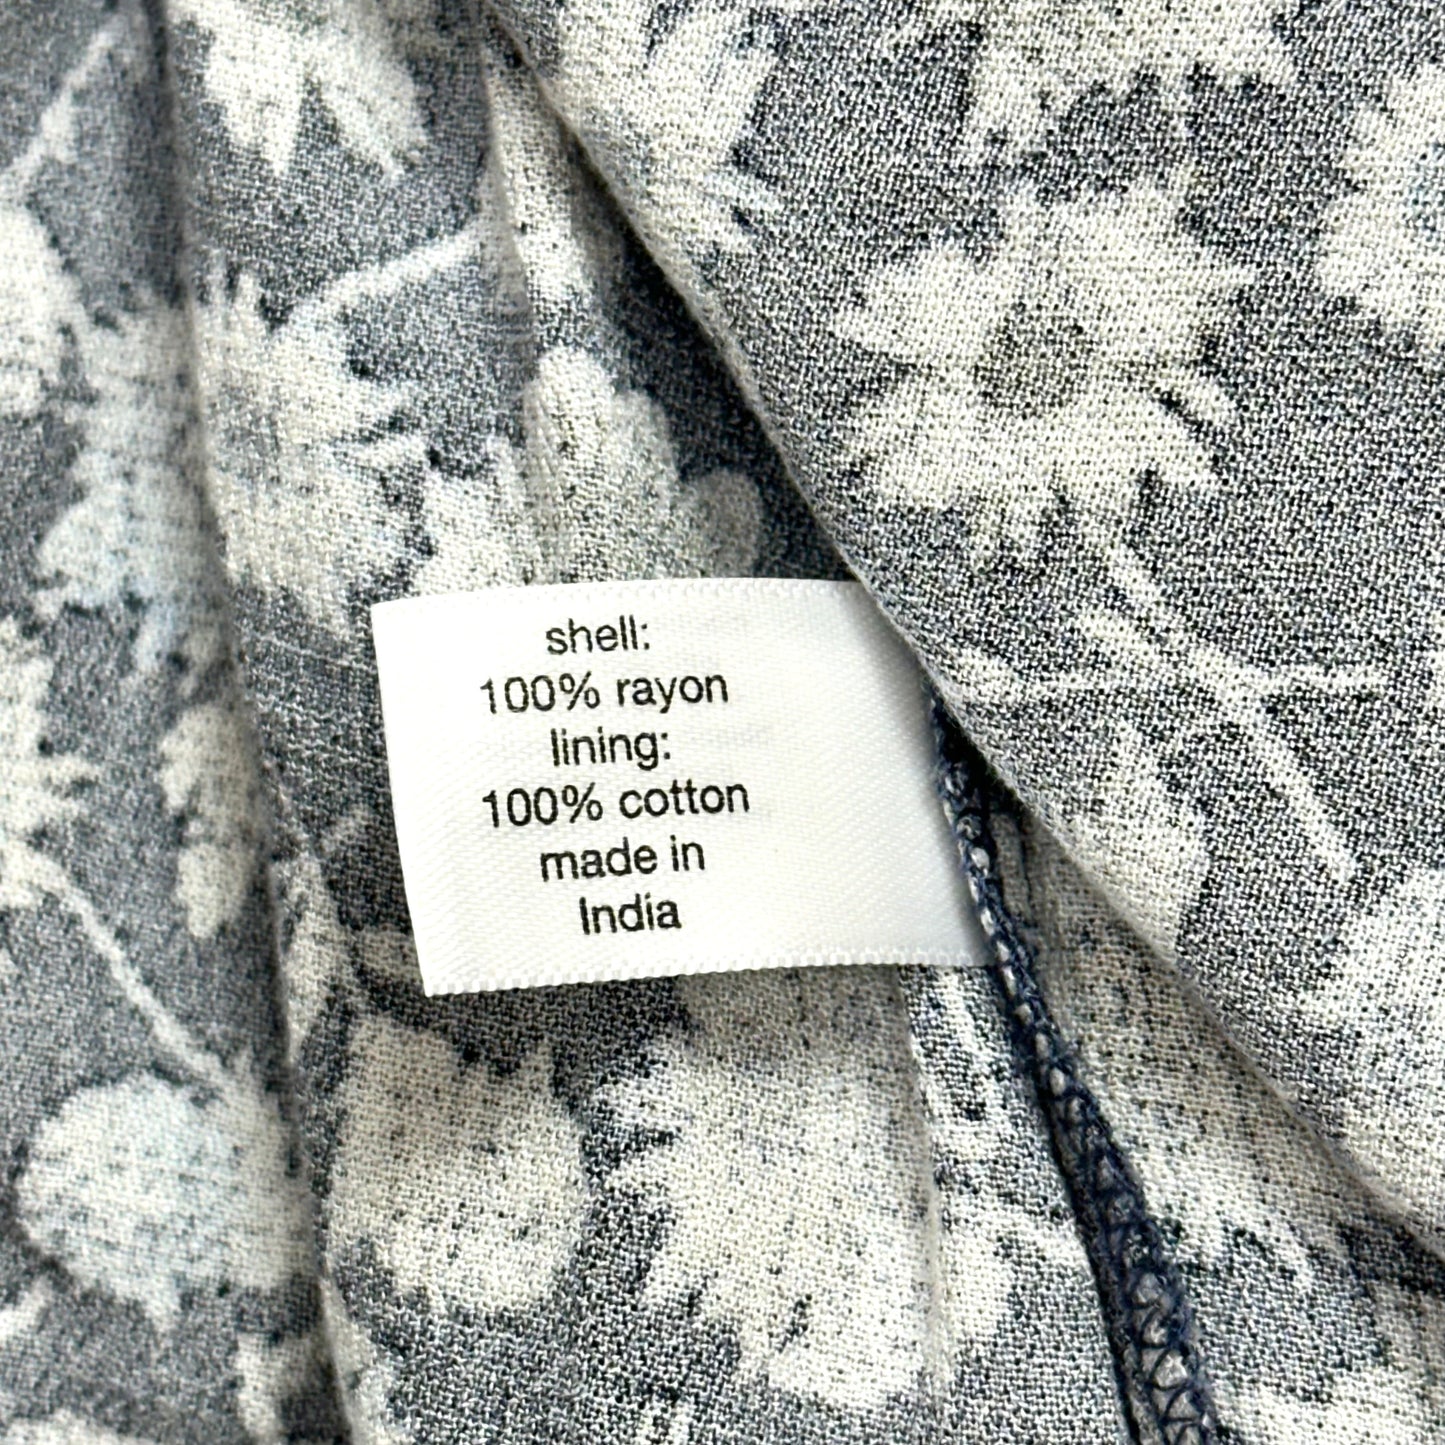 shell:
100% rayon
lining:
100% cotton
made in
India